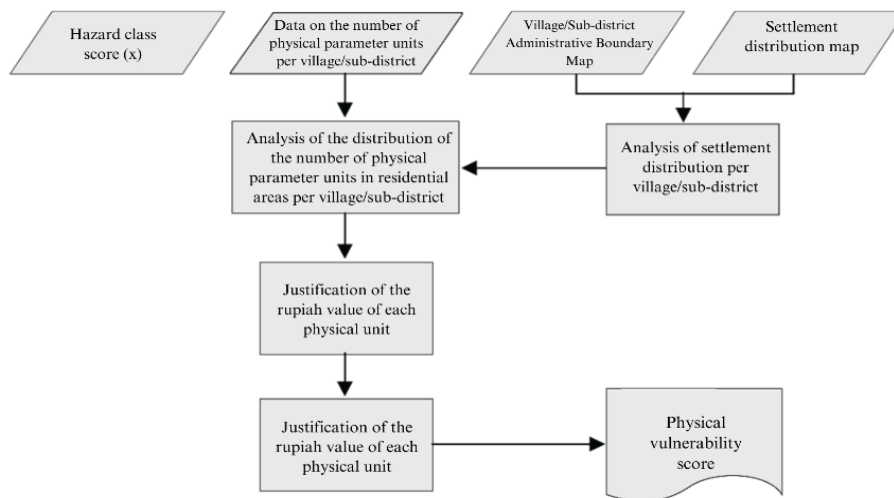 Hazard class
score (x)
Data on the number of
physical parameter units
per village/sub-district
Village/Sub-district
Administrative Boundary
Map
Settlement
distribution map
Analysis of the distribution of
the number of physical
parameter units in residential
areas per village/sub-district
Analysis of settlement
distribution per
village/sub-district
Justification of the
rupiah value of each
physical unit
Justification of the
rupiah value of each
physical unit
Physical
vulnerability
score